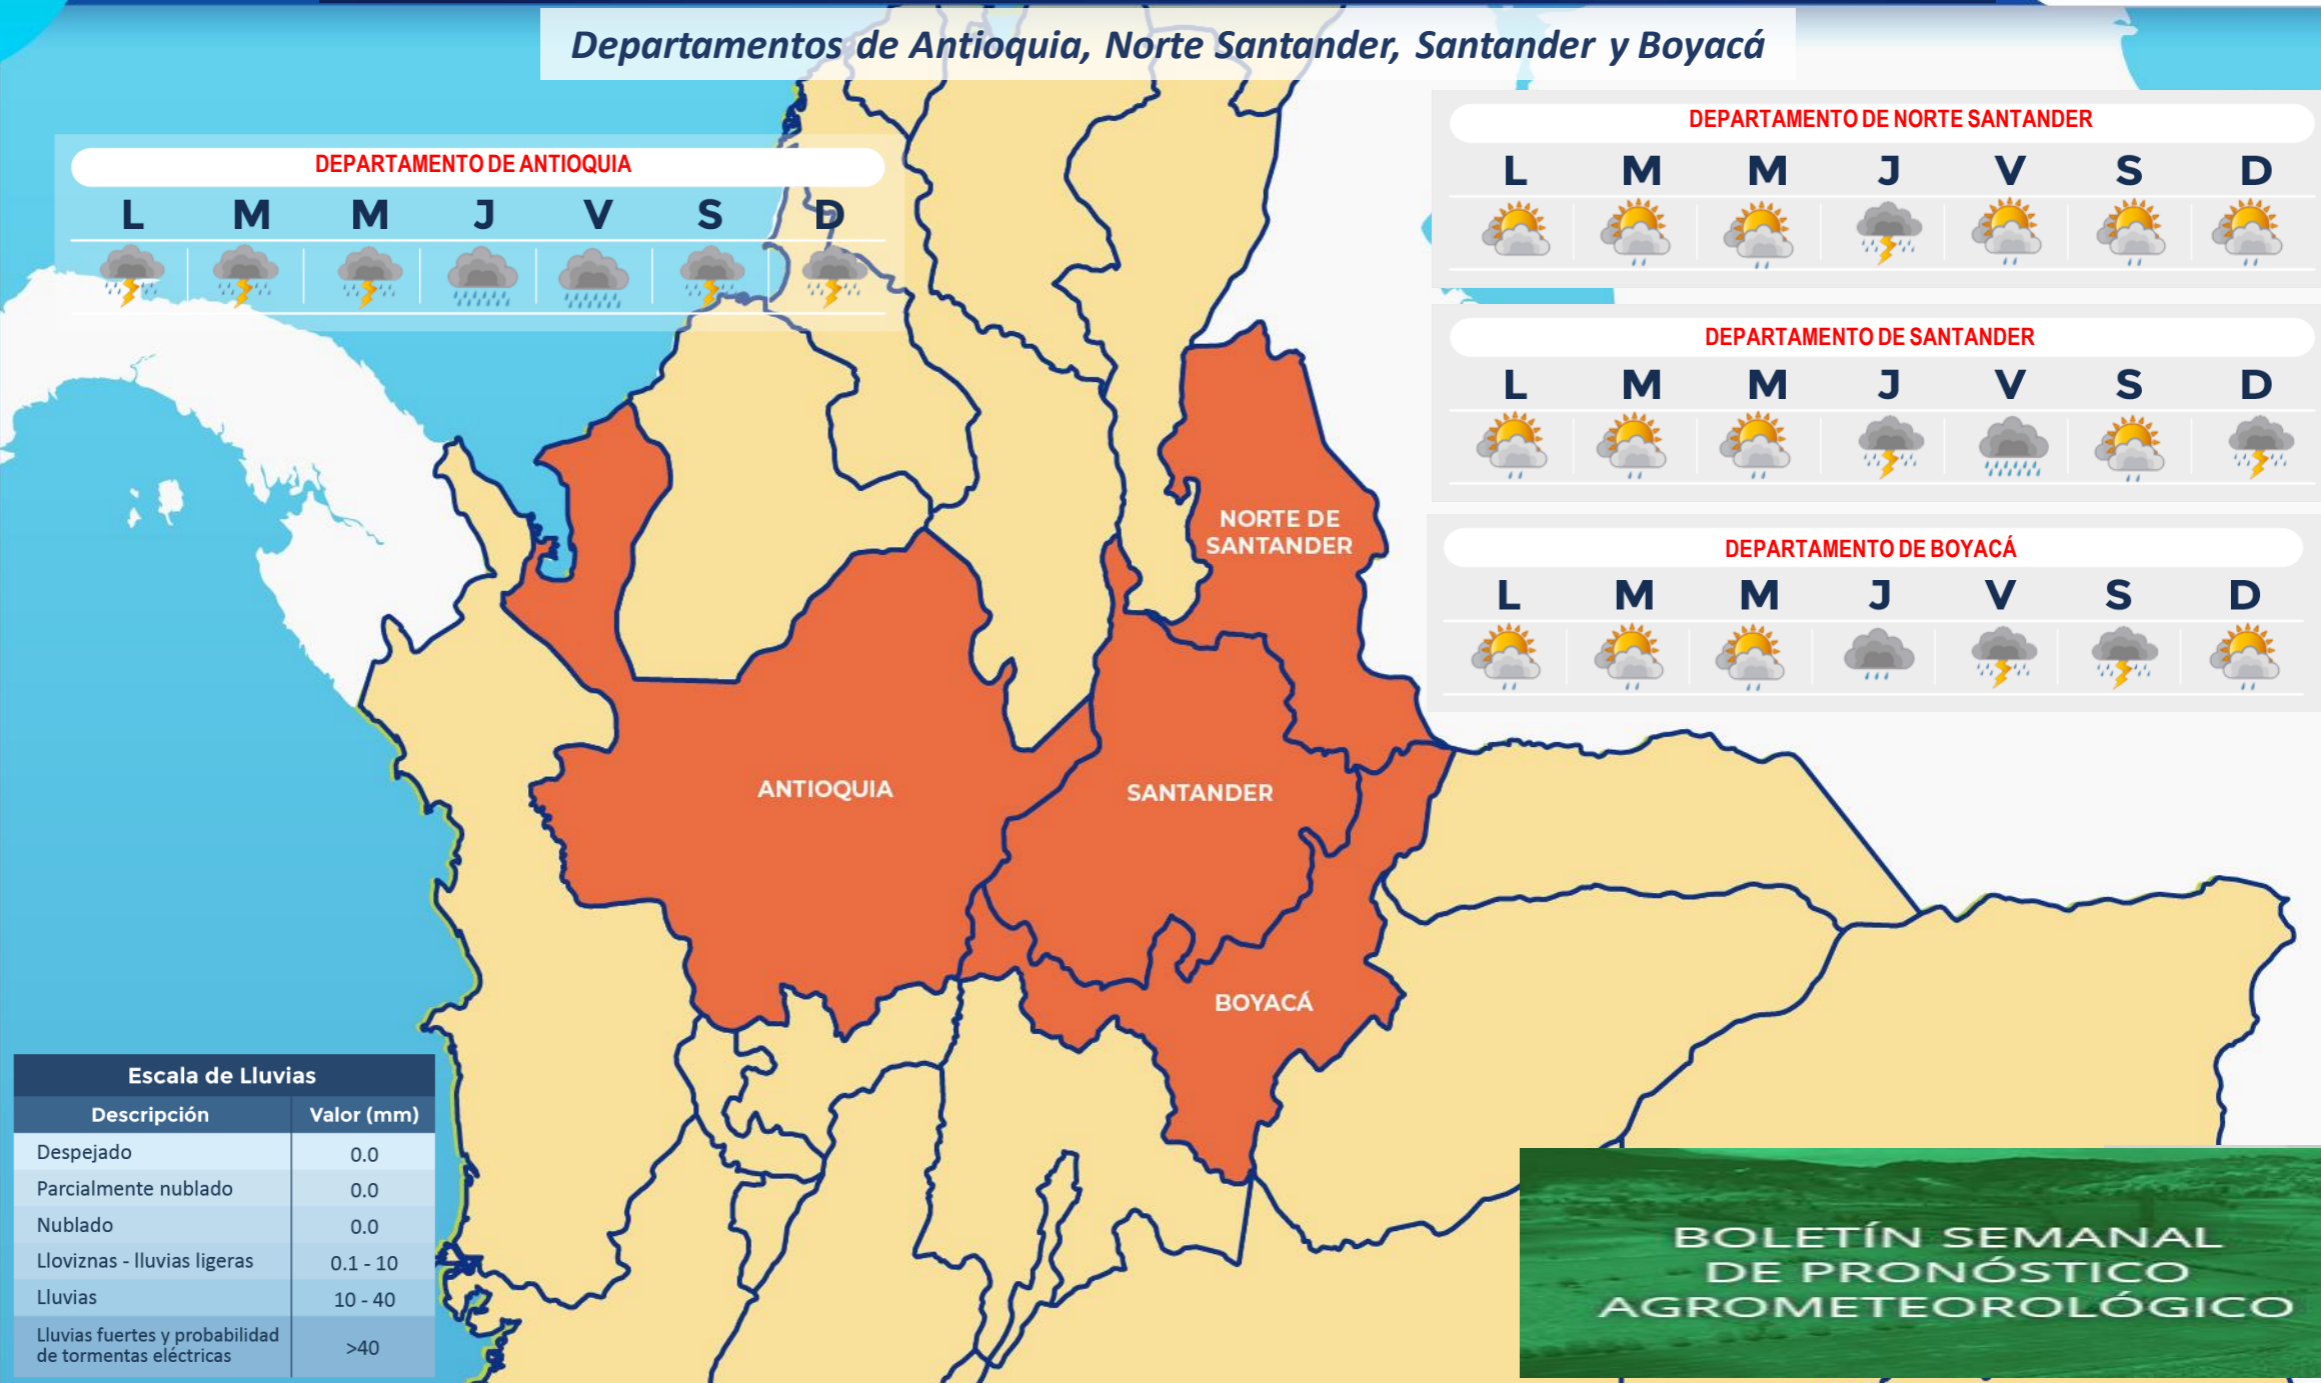 Departamentos de Antioquia, Norte Santander, Santander y Boyacá
DEPARTAMENTO DE ANTIOQUIA
L M M J V S D
DEPARTAMENTO DE NORTE SANTANDER
L M M J V S D
DEPARTAMENTO DE SANTANDER
L M M J V S D
DEPARTAMENTO DE BOYACÁ
L M M J V S D
NORTE DE
SANTANDER
ANTIOQUIA
SANTANDER
BOYACÁ
Escala de Lluvias
Descripción Valor (mm)
Despejado 0.0
Parcialmente nublado 0.0
Nublado 0.0
Lloviznas - lluvias ligeras 0.1 - 10
Lluvias 10 - 40
Lluvias fuertes y probabilidad
de tormentas eléctricas >40
BOLETÍN SEMANAL
DE PRONÓSTICO
AGROMETEOROLÓGICO